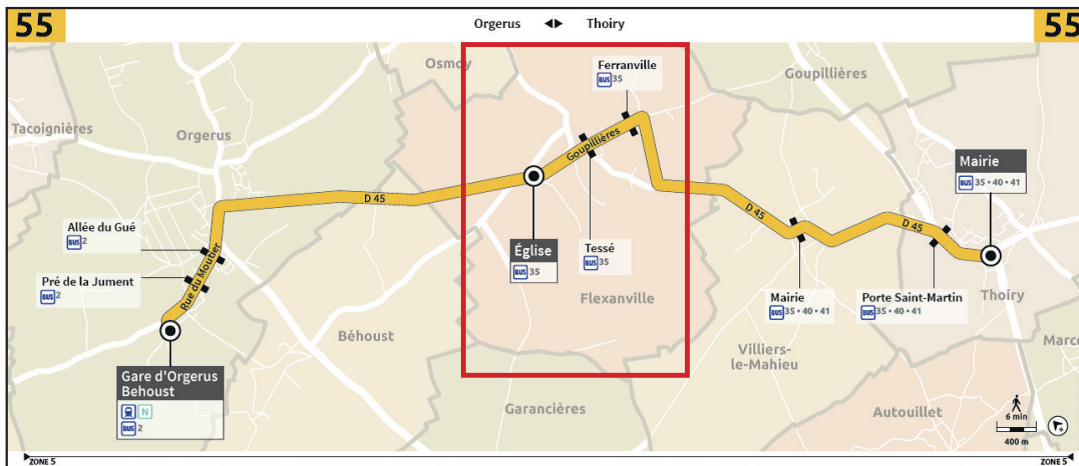 55
Orgerus ◄► Thoiry
55
Osmoy
Ferranville
BUS 35
Goupillières
Tacoignières
Orgerus
Goupillières
Mairie
BUS 35 • 40 • 41
D 45
D 45
D 45
Allée du Gué
BUS 2
Rue du Moutier
Pré de la Jument
BUS 2
Église
BUS 35
Tessé
BUS 35
Flexanville
Mairie
BUS 35 • 40 • 41
Porte Saint-Martin
BUS 35 • 40 • 41
Thoiry
Béhoust
Villiers-
le-Mahieu
Marcq
Gare d'Orgerus
Behoust
N
BUS 2
Garancières
Autouillet
6 min
400 m
ZONE 5
ZONE 5